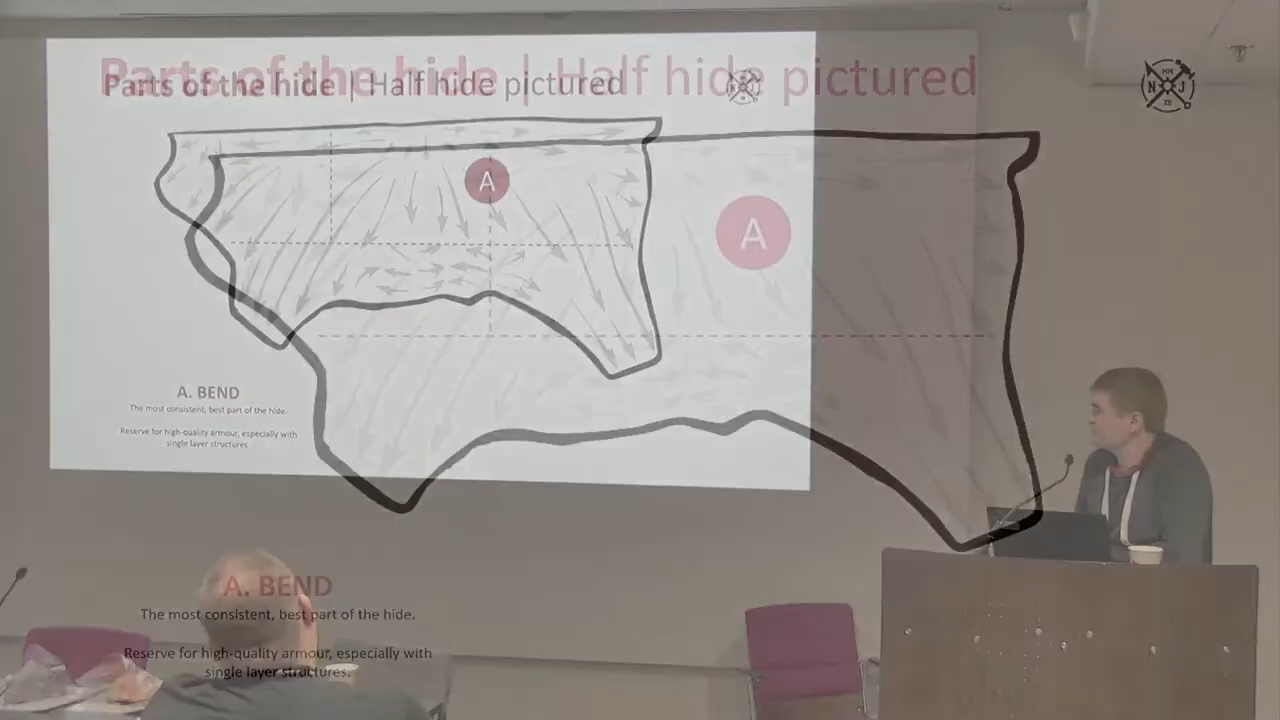 Parts of the hide | Half hide pictured
Parts of the hide | Half hide pictured
N J
A
A
A. BEND
The most consistent, best part of the hide.
Reserve for high-quality armour, especially with
single layer structures
A. BEND
The most consistent, best part of the hide.
Reserve for high-quality armour, especially with
single layer structures.